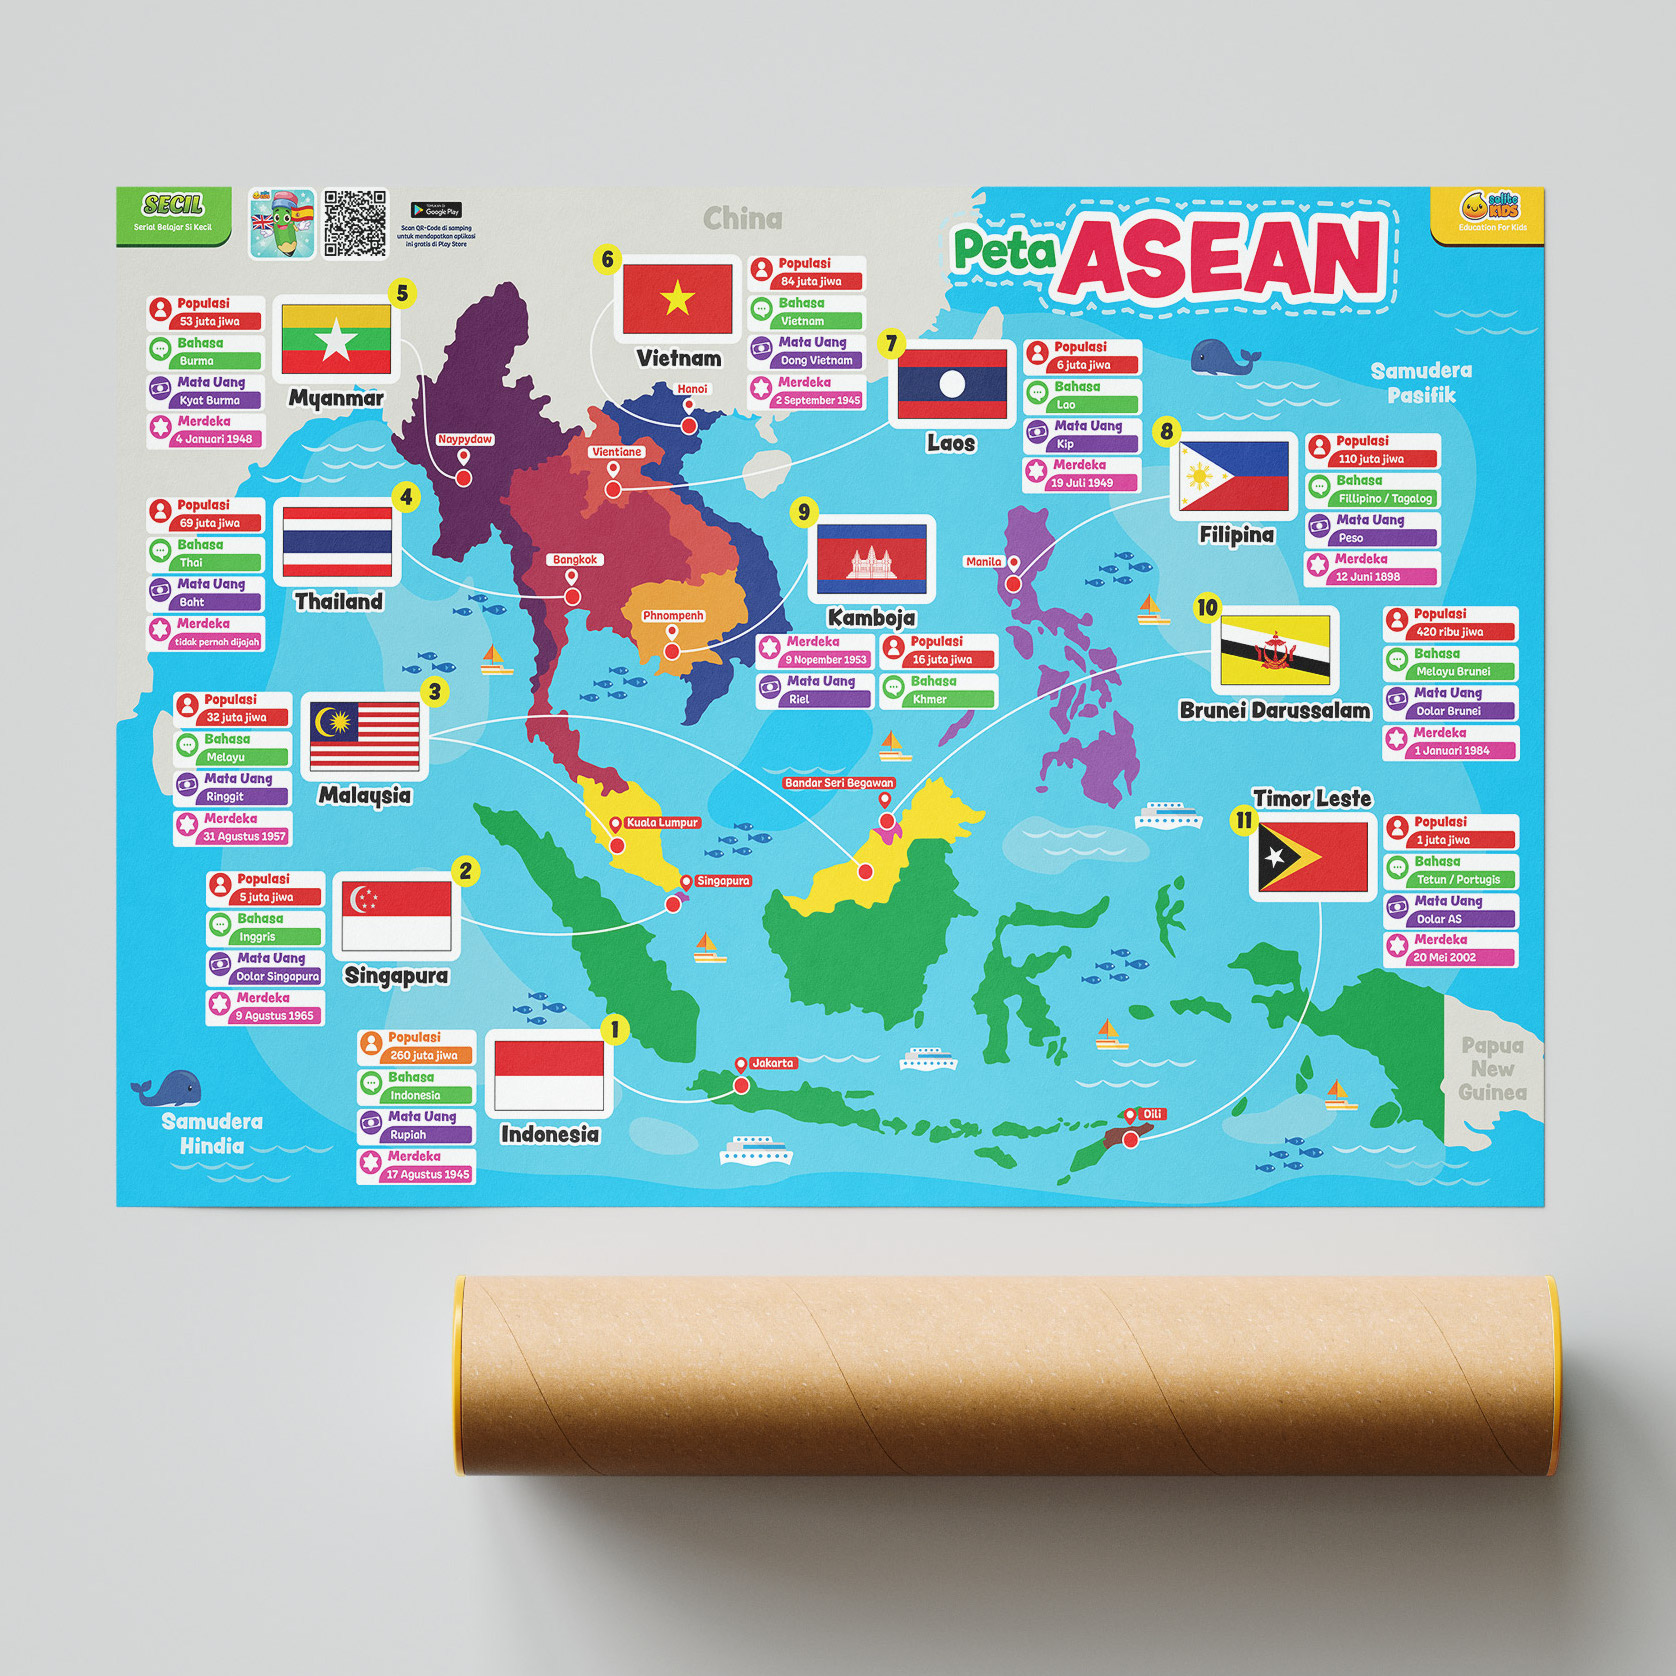 SECIL
Serial Belajar Si Kecil
TEMUKAN DI
Google Play
Scan QR-Code di samping
untuk mendapatkan aplikasi
ini gratis di Play Store
China
Peta ASEAN
solite
KIDS
Education For Kids
Samudera
Pasifik
5
Myanmar
Populasi
53 juta jiwa
Bahasa
Burma
Mata Uang
Kyat Burma
Merdeka
4 Januari 1948
6
Vietnam
Populasi
84 juta jiwa
Bahasa
Vietnam
Mata Uang
Dong Vietnam
Merdeka
2 September 1945
7
Laos
Populasi
6 juta jiwa
Bahasa
Lao
Mata Uang
Kip
Merdeka
19 Juli 1949
8
Filipina
Populasi
110 juta jiwa
Bahasa
Fillipino / Tagalog
Mata Uang
Peso
Merdeka
12 Juni 1898
Hanoi
Naypydaw
Vientiane
4
Thailand
Populasi
69 juta jiwa
Bahasa
Thai
Mata Uang
Baht
Merdeka
tidak pernah dijajah
Bangkok
Phnompenh
Manila
9
Kamboja
Merdeka
9 Nopember 1953
Populasi
16 juta jiwa
Mata Uang
Riel
Bahasa
Khmer
10
Brunei Darussalam
Populasi
420 ribu jiwa
Bahasa
Melayu Brunei
Mata Uang
Dolar Brunei
Merdeka
1 Januari 1984
3
Malaysia
Populasi
32 juta jiwa
Bahasa
Melayu
Mata Uang
Ringgit
Merdeka
31 Agustus 1957
Bandar Seri Begawan
Kuala Lumpur
Singapura
Timor Leste
11
Populasi
1 juta jiwa
Bahasa
Tetun / Portugis
Mata Uang
Dolar AS
Merdeka
20 Mei 2002
2
Singapura
Populasi
5 juta jiwa
Bahasa
Inggris
Mata Uang
Dolar Singapura
Merdeka
9 Agustus 1965
1
Indonesia
Populasi
260 juta jiwa
Bahasa
Indonesia
Mata Uang
Rupiah
Merdeka
17 Agustus 1945
Jakarta
Dili
Papua
New
Guinea
Samudera
Hindia